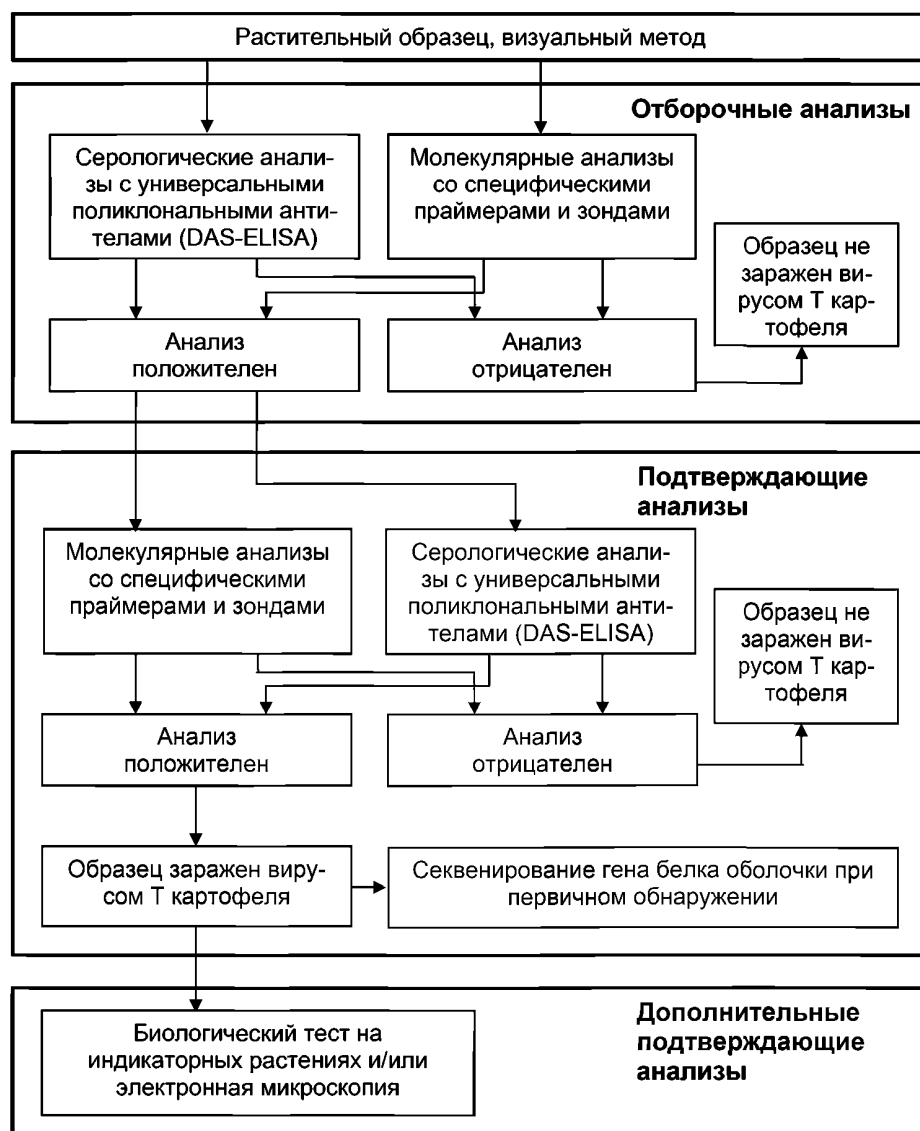 Растительный образец, визуальный метод
Отборочные анализы
Серологические анали-
зы с универсальными
поликлональными анти-
телами (DAS-ELISA)
Молекулярные анализы
со специфическими
праймерами и зондами
Образец не
заражен ви-
русом Т кар-
тофеля
Анализ
положителен
Анализ
отрицателен
Подтверждающие
анализы
Молекулярные анализы
со специфическими
праймерами и зондами
Серологические анали-
зы с универсальными
поликлональными анти-
телами (DAS-ELISA)
Образец не
заражен ви-
русом Т кар-
тофеля
Анализ
положителен
Анализ
отрицателен
Образец заражен виру-
сом Т картофеля
Секвенирование гена белка оболочки при
первичном обнаружении
Дополнительные
подтверждающие
анализы
Биологический тест на
индикаторных растениях и/или
электронная микроскопия